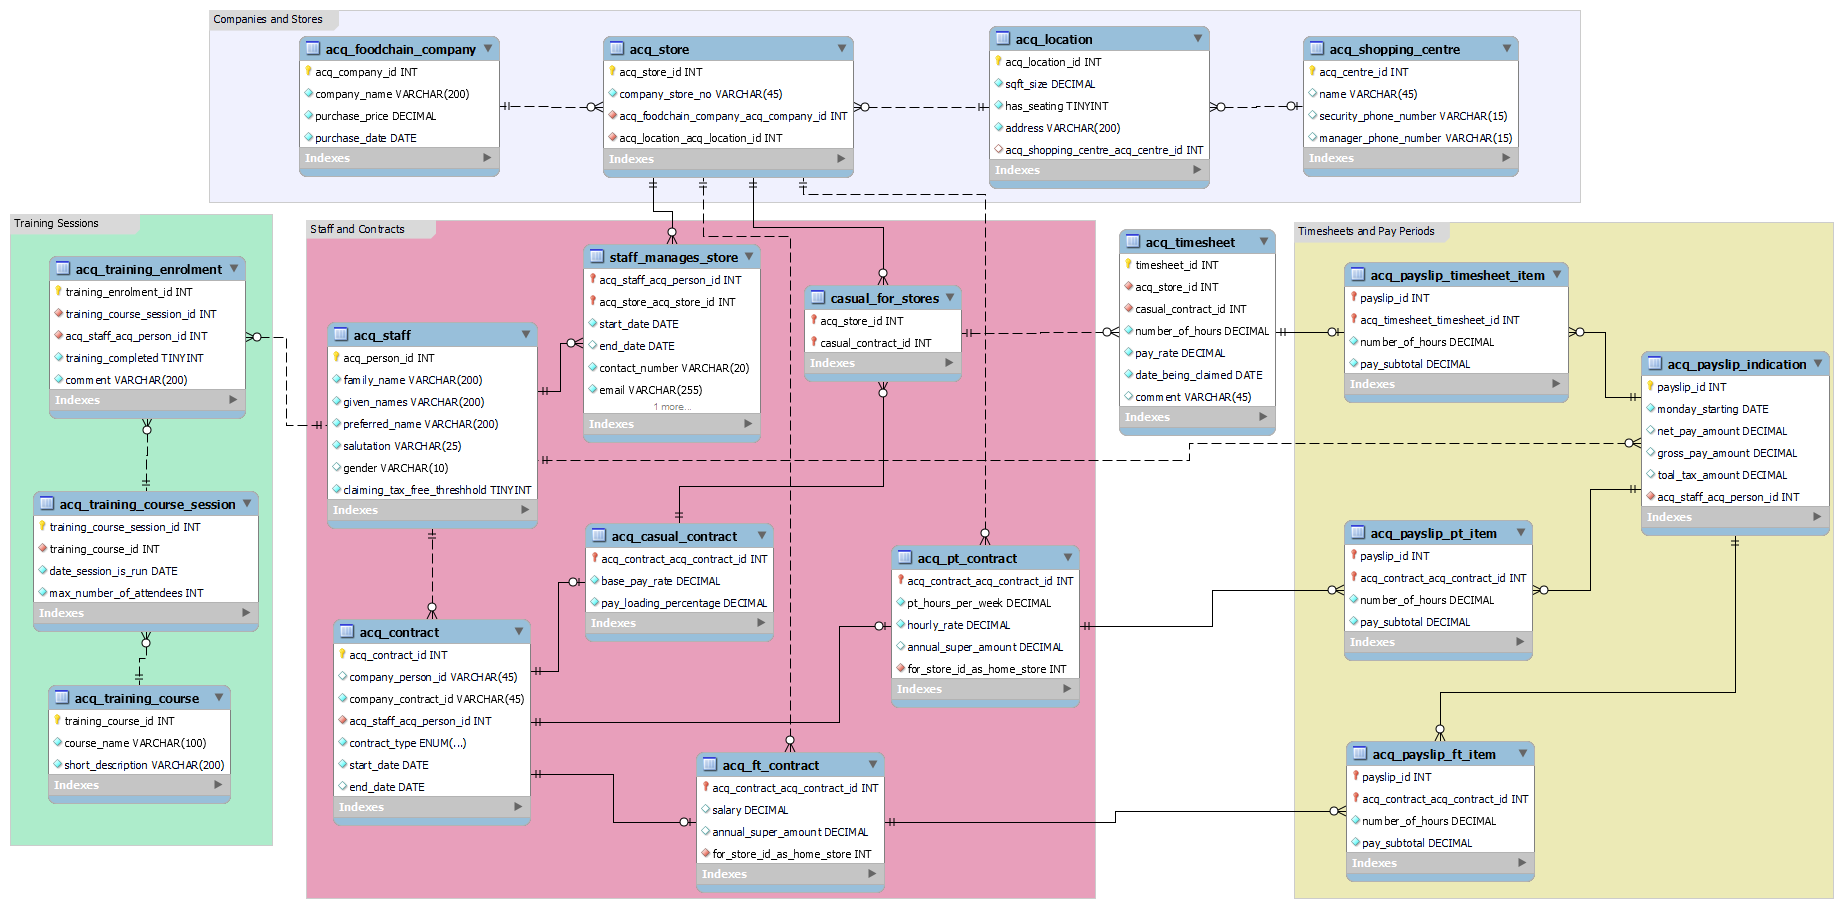 Companies and Stores
acq_foodchain_company
acq_company_id INT
company_name VARCHAR(200)
purchase_price DECIMAL
purchase_date DATE
Indexes
acq_store
acq_store_id INT
company_store_no VARCHAR(45)
acq_foodchain_company_acq_company_id INT
acq_location_acq_location_id INT
Indexes
acq_location
acq_location_id INT
sqft_size DECIMAL
has_seating TINYINT
address VARCHAR(200)
acq_shopping_centre_acq_centre_id INT
Indexes
acq_shopping_centre
acq_centre_id INT
name VARCHAR(45)
security_phone_number VARCHAR(15)
manager_phone_number VARCHAR(15)
Indexes
Training Sessions
acq_training_enrolment
training_enrolment_id INT
training_course_session_id INT
acq_staff_acq_person_id INT
training_completed TINYINT
comment VARCHAR(200)
Indexes
acq_training_course_session
training_course_session_id INT
training_course_id INT
date_session_is_run DATE
max_number_of_attendees INT
Indexes
acq_training_course
training_course_id INT
course_name VARCHAR(100)
short_description VARCHAR(200)
Indexes
Staff and Contracts
staff_manages_store
acq_staff_acq_person_id INT
acq_store_acq_store_id INT
start_date DATE
end_date DATE
contact_number VARCHAR(20)
email VARCHAR(255)
1 more...
Indexes
casual_for_stores
acq_store_id INT
casual_contract_id INT
Indexes
acq_staff
acq_person_id INT
family_name VARCHAR(200)
given_names VARCHAR(200)
preferred_name VARCHAR(200)
salutation VARCHAR(25)
gender VARCHAR(10)
claiming_tax_free_threshhold TINYINT
Indexes
acq_casual_contract
acq_contract_acq_contract_id INT
base_pay_rate DECIMAL
pay_loading_percentage DECIMAL
Indexes
acq_pt_contract
acq_contract_acq_contract_id INT
pt_hours_per_week DECIMAL
hourly_rate DECIMAL
annual_super_amount DECIMAL
for_store_id_as_home_store INT
Indexes
acq_contract
acq_contract_id INT
company_person_id VARCHAR(45)
company_contract_id VARCHAR(45)
acq_staff_acq_person_id INT
contract_type ENUM(...)
start_date DATE
end_date DATE
Indexes
acq_ft_contract
acq_contract_acq_contract_id INT
salary DECIMAL
annual_super_amount DECIMAL
for_store_id_as_home_store INT
Indexes
acq_timesheet
timesheet_id INT
acq_store_id INT
casual_contract_id INT
number_of_hours DECIMAL
pay_rate DECIMAL
date_being_claimed DATE
comment VARCHAR(45)
Indexes
Timesheets and Pay Periods
acq_payslip_timesheet_item
payslip_id INT
acq_timesheet_timesheet_id INT
number_of_hours DECIMAL
pay_subtotal DECIMAL
Indexes
acq_payslip_indication
payslip_id INT
monday_starting DATE
net_pay_amount DECIMAL
gross_pay_amount DECIMAL
toal_tax_amount DECIMAL
acq_staff_acq_person_id INT
Indexes
acq_payslip_pt_item
payslip_id INT
acq_contract_acq_contract_id INT
number_of_hours DECIMAL
pay_subtotal DECIMAL
Indexes
acq_payslip_ft_item
payslip_id INT
acq_contract_acq_contract_id INT
number_of_hours DECIMAL
pay_subtotal DECIMAL
Indexes